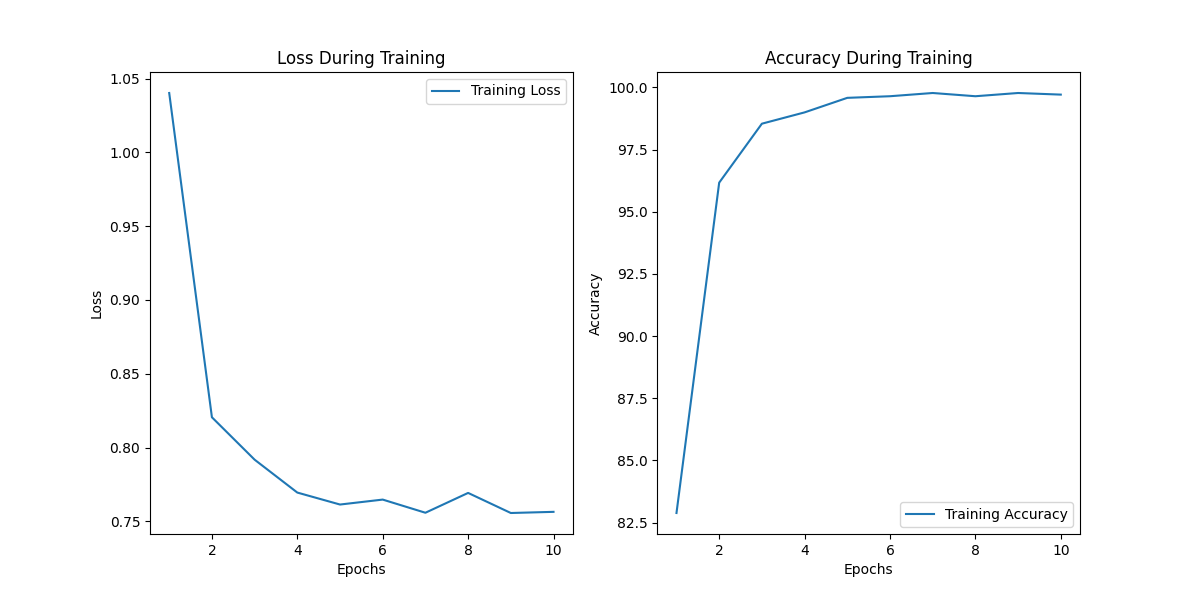 Loss During Training
1.05
1.00
0.95
0.90
0.85
0.80
0.75
Loss
Training Loss
2 4 6 8 10
Epochs
Accuracy During Training
100.0
97.5
95.0
92.5
90.0
87.5
85.0
82.5
Accuracy
Training Accuracy
2 4 6 8 10
Epochs